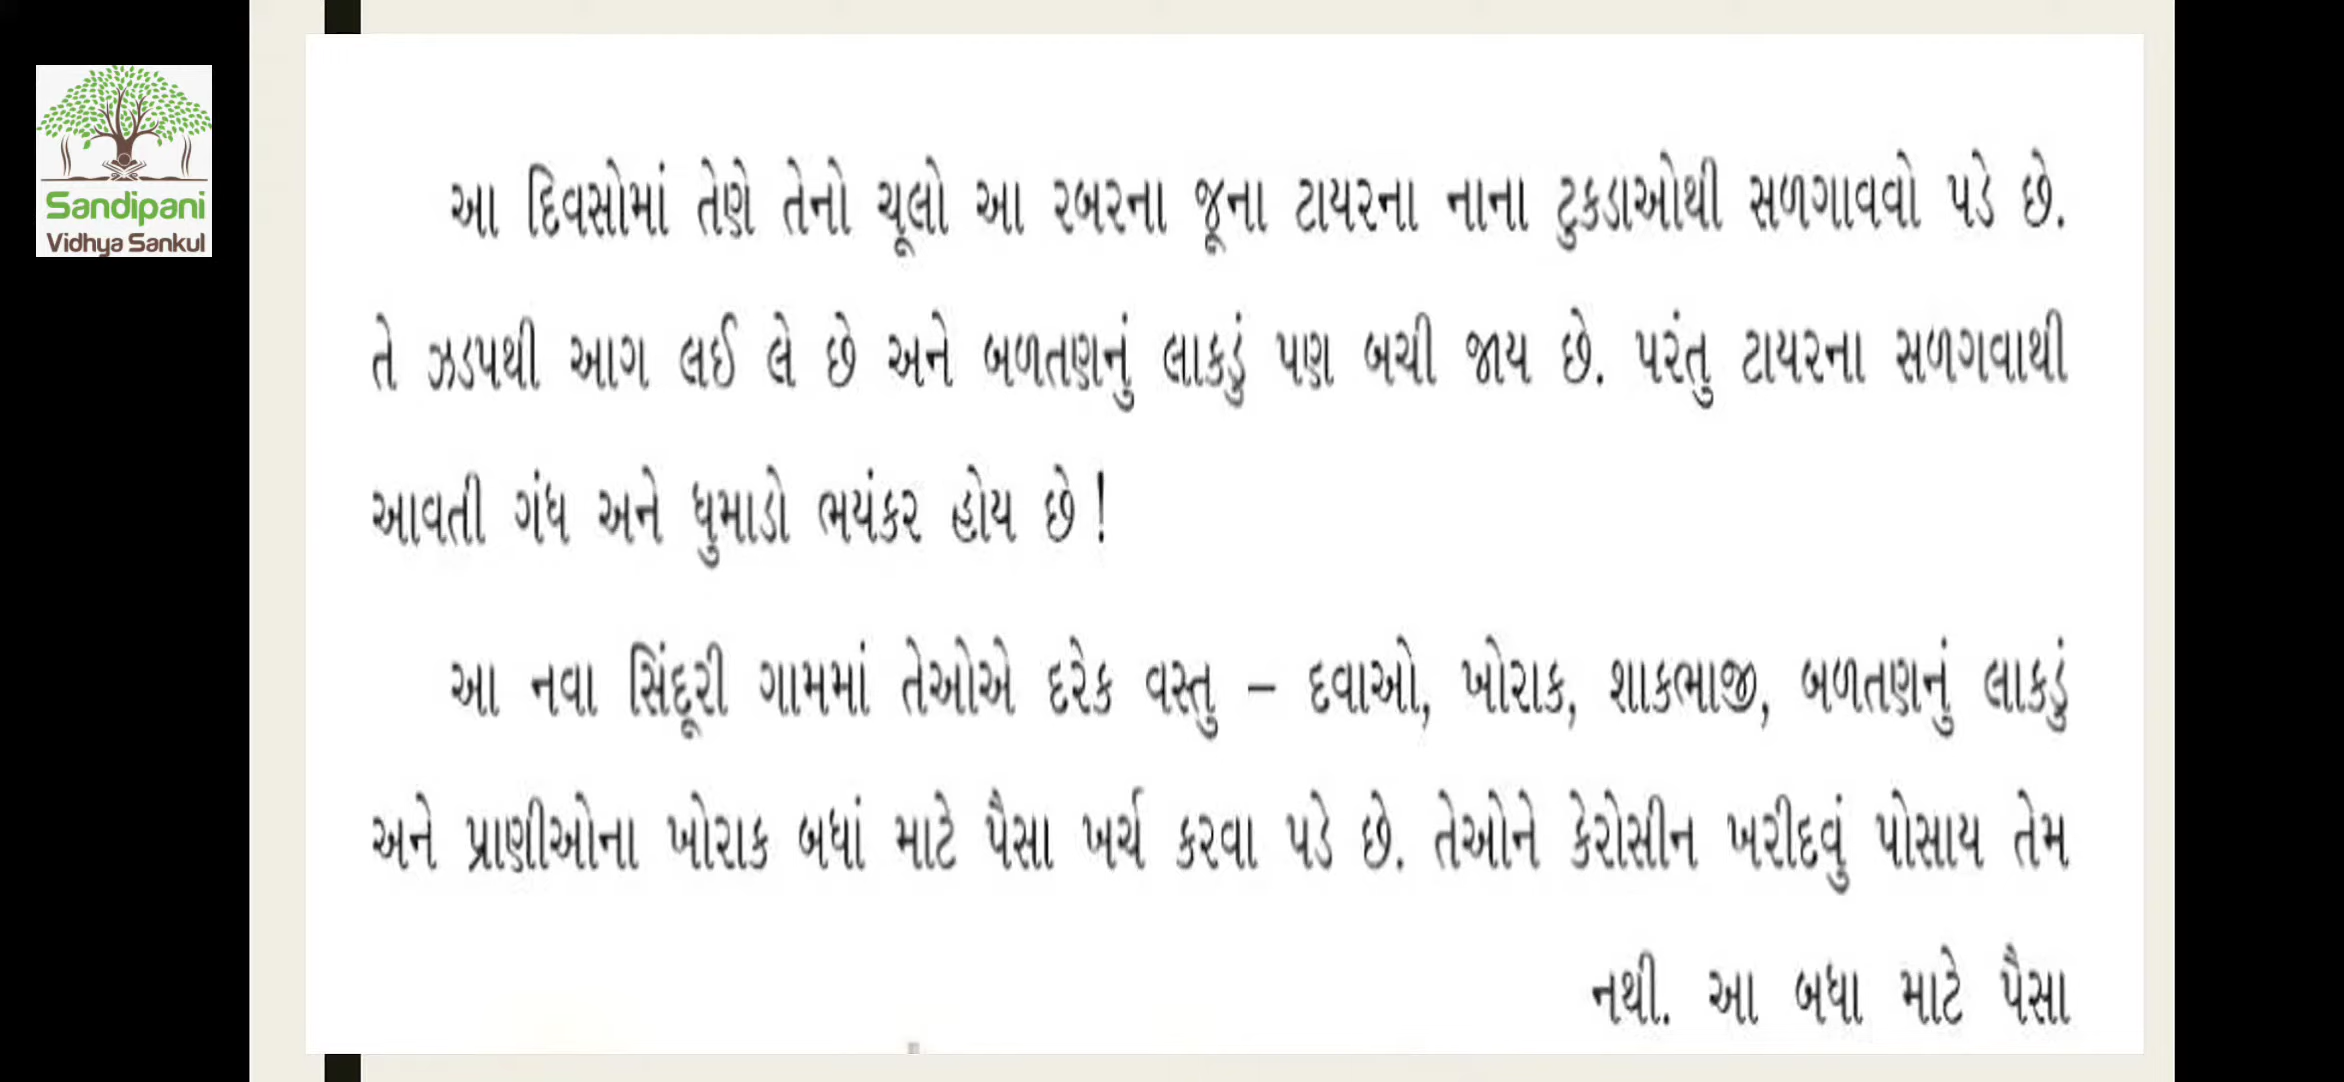 Sandipani
Vidhya Sankul
આ દિવસોમાં તેણે તેનો ચૂલો આ રબરના જૂના ટાયરના નાના ટુકડાઓથી સળગાવવો પડે છે.
તે ઝડપથી આગ લઈ લે છે અને બળતણનું લાકડું પણ બચી જાય છે. પરંતુ ટાયરના સળગવાથી
આવતી ગંધ અને ધુમાડો ભયંકર હોય છે !
આ નવા સિંદૂરી ગામમાં તેઓએ દરેક વસ્તુ – દવાઓ, ખોરાક, શાકભાજી, બળતણનું લાકડું
અને પ્રાણીઓના ખોરાક બધાં માટે પૈસા ખર્ચ કરવા પડે છે. તેઓને કેરોસીન ખરીદવું પોસાય તેમ
નથી. આ બધા માટે પૈસા